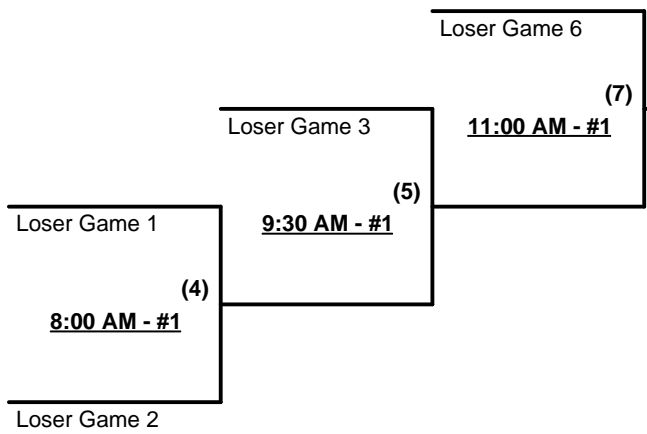 Loser Game 6
(7)
11:00 AM - #1
Loser Game 3
(5)
9:30 AM - #1
Loser Game 1
(4)
8:00 AM - #1
Loser Game 2